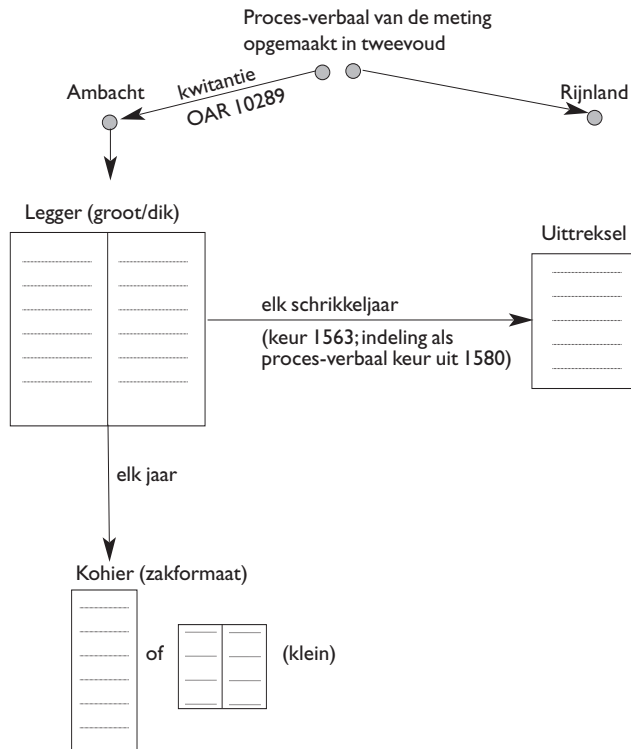 Proces-verbaal van de meting
opgemaakt in tweevoud
kwitantie
OAR 10289
Ambacht
Rijnland
Legger (groot/dik)
Uittreksel
elk schrikkeljaar
(keur 1563; indeling als
proces-verbaal keur uit 1580)
elk jaar
Kohier (zakformaat)
of
(klein)